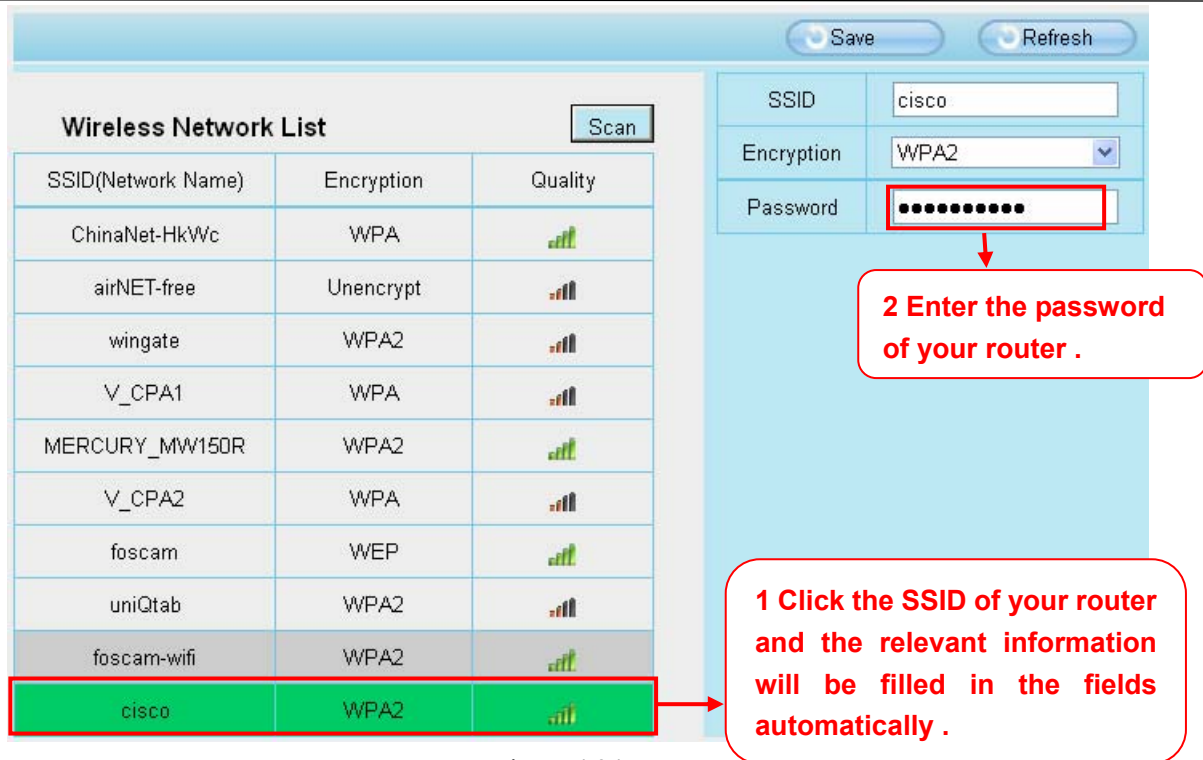 Save Refresh
Wireless Network List Scan
SSID(Network Name) Encryption Quality
ChinaNet-HkWc WPA
airNET-free Unencrypt
wingate WPA2
V_CPA1 WPA
MERCURY_MW150R WPA2
V_CPA2 WPA
foscam WEP
uniQtab WPA2
foscam-wifi WPA2
cisco WPA2
SSID cisco
Encryption WPA2
Password ●●●●●●●●●●
2 Enter the password
of your router .
1 Click the SSID of your router
and the relevant information
will be filled in the fields
automatically .